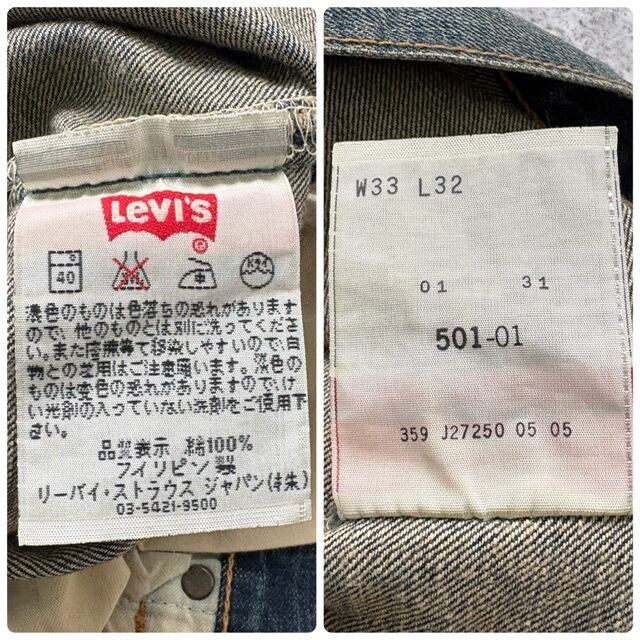 Levi's
®
40
濃色のものは色落ちの恐れがあります
ので、他のものとは別に洗ってくださ
い。また摩擦等で移染しやすいので白
物との着用はご注意願います。淡色の
ものは変色の恐れがありますのでけい
光剤の入っていない洗剤をご使用下
さい。
品質表示 綿100%
フィリピン製
リーバイ・ストラウス ジャパン(株)
03-5421-9500
W33 L32
01 31
501-01
359 J27250 05 05